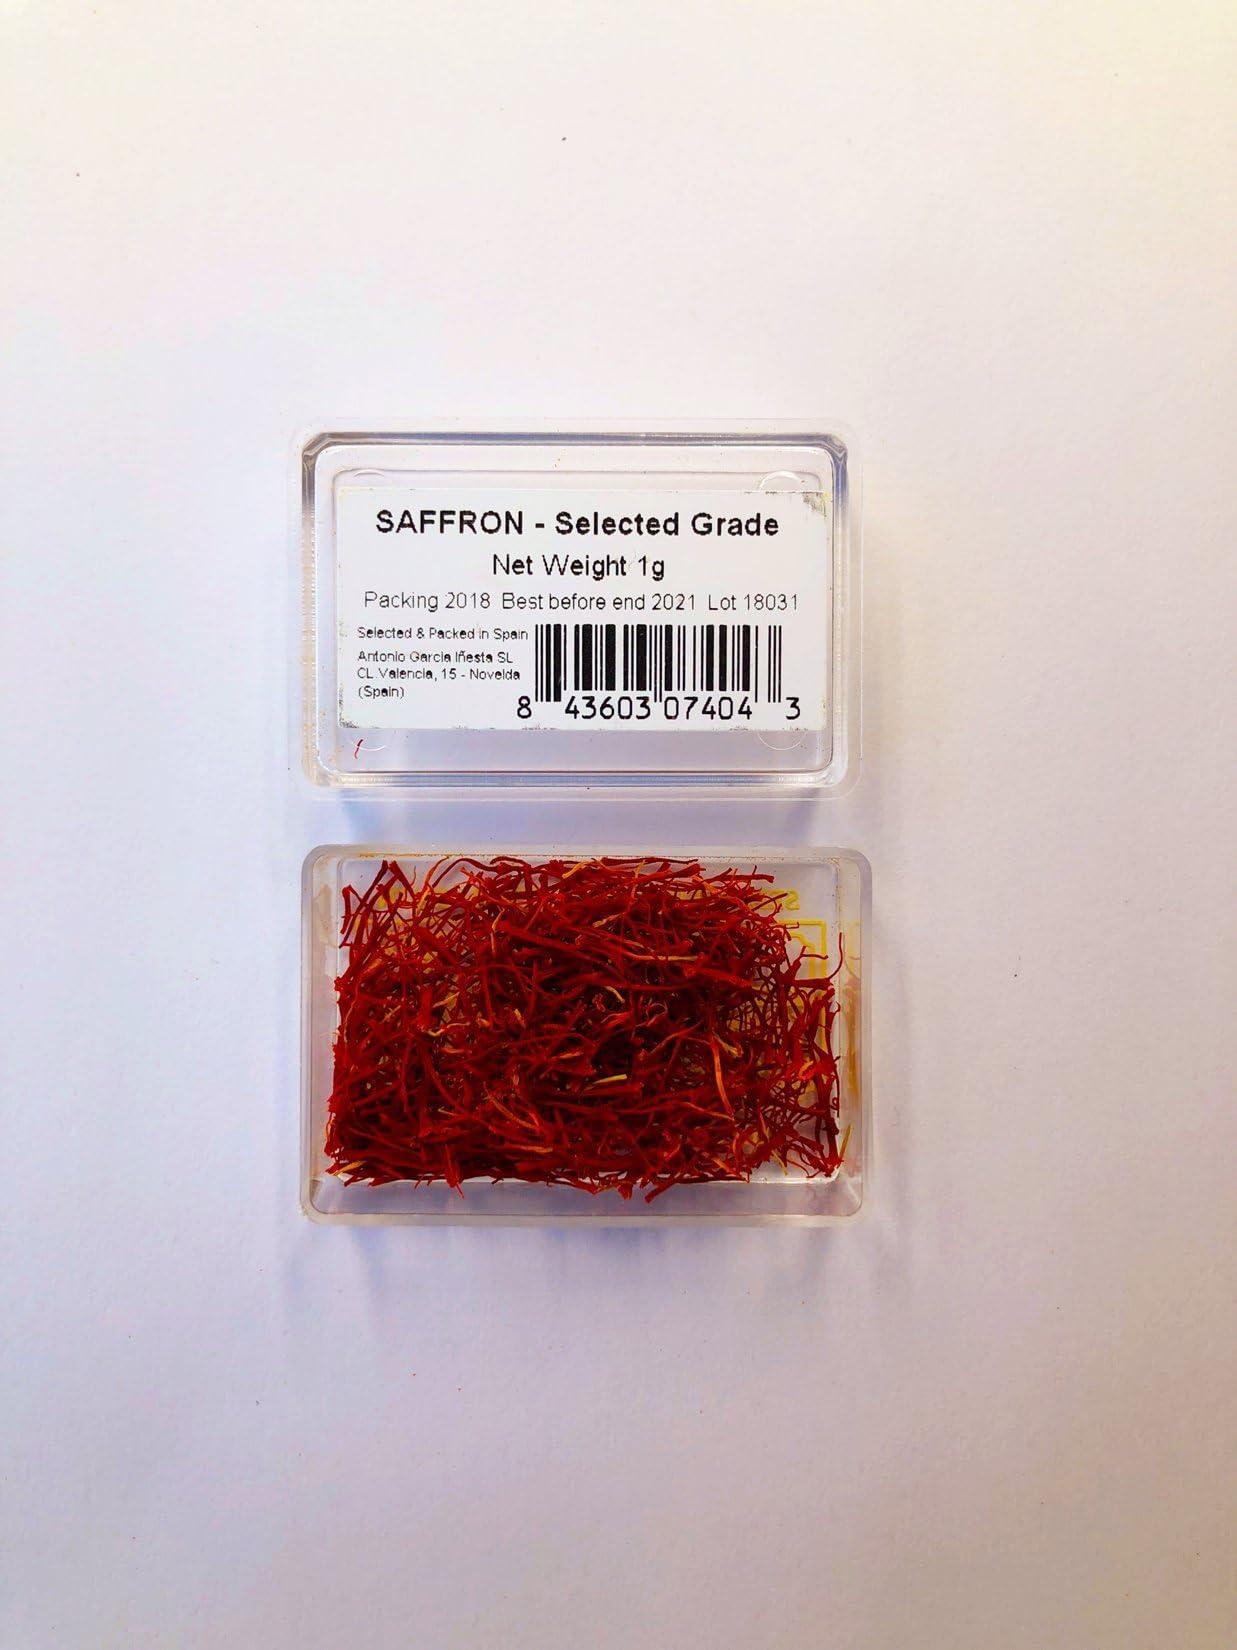 SAFFRON - Selected Grade
Net Weight 1g
Packing 2018 Best before end 2021 Lot 18031
Selected & Packed in Spain
Antonio Garcia Iñesta SL
CL Valencia, 15 - Novelda
(Spain)
8 43603 07404 3